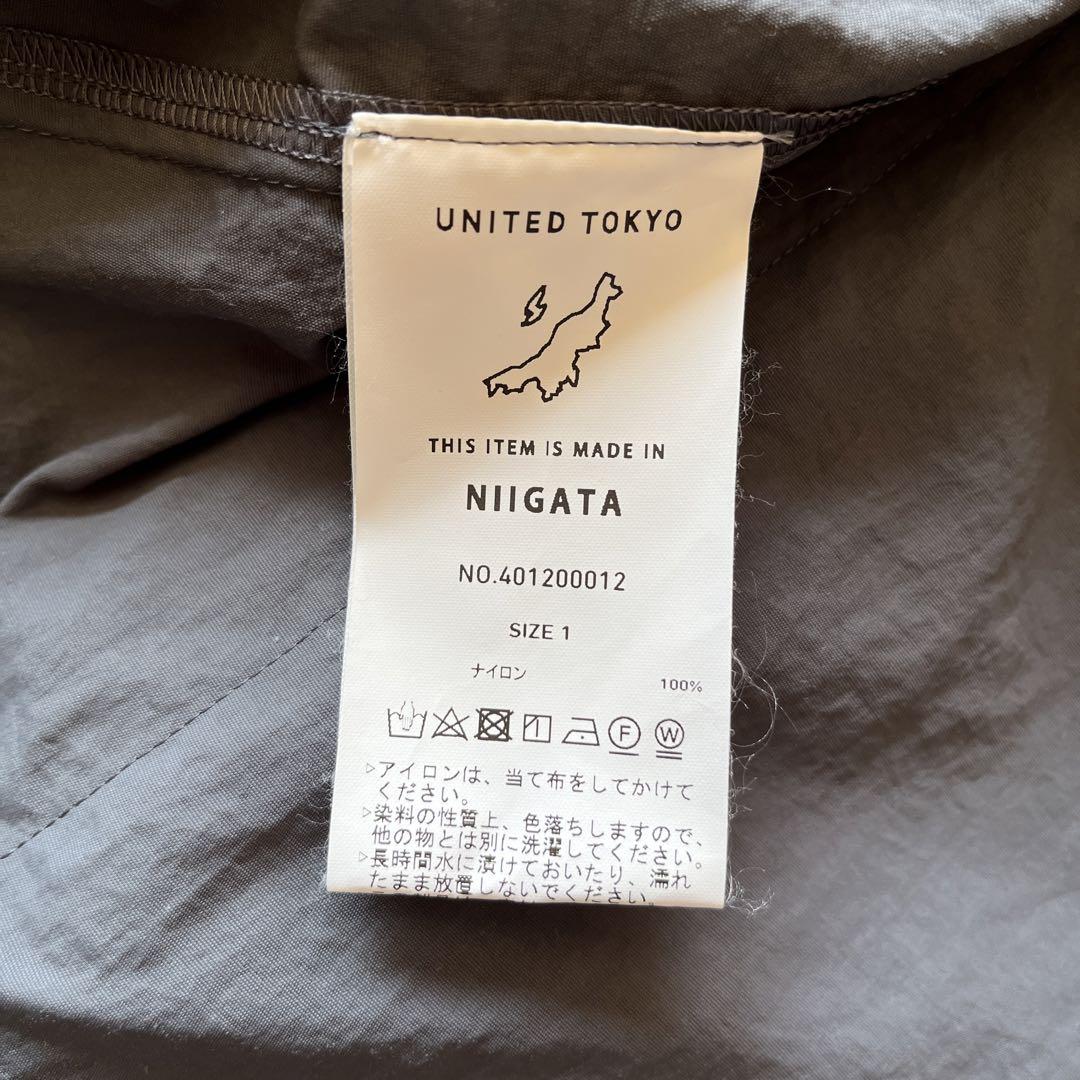 UNITED TOKYO
THIS ITEM IS MADE IN
NIIGATA
NO.401200012
SIZE 1
ナイロン
100%
F W
▷アイロンは、当て布をしてかけて
ください。
▷染料の性質上、色落ちしますので、
他の物とは別に洗濯してください。
▷長時間水に漬けておいたり、濡れ
たまま放置しないでください。